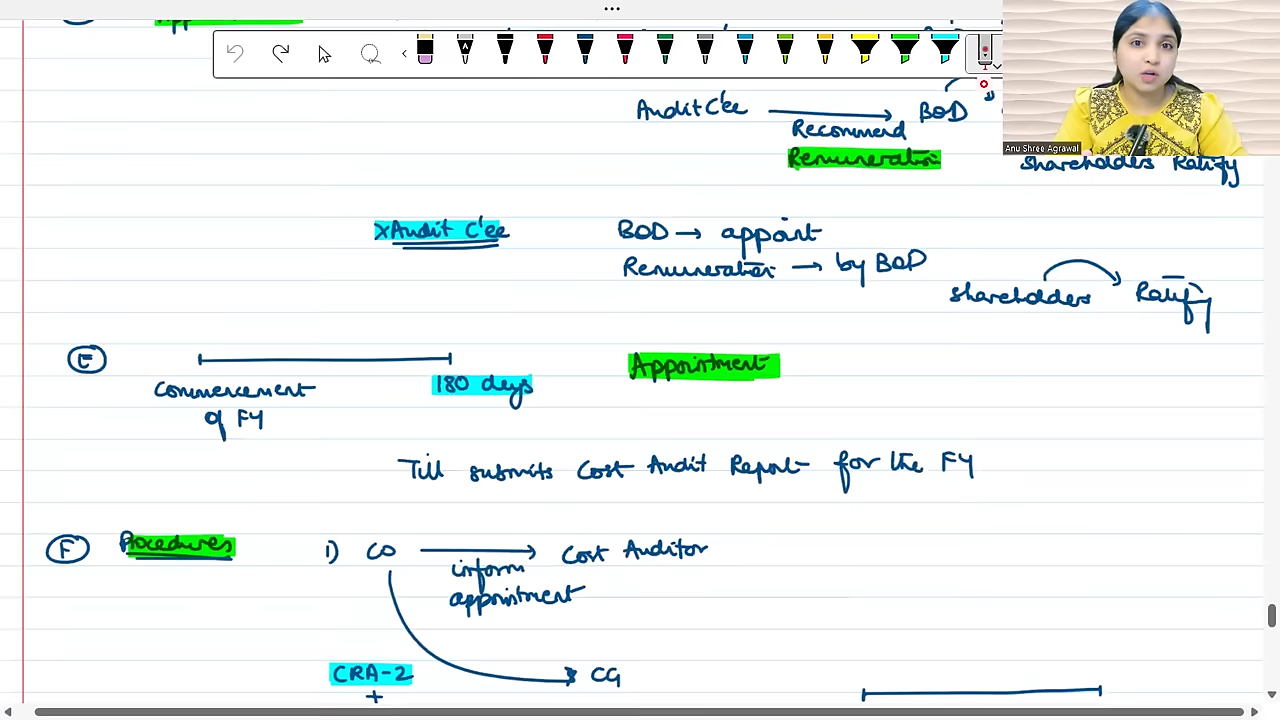 Audit C'ee → BOD
Recommend
Remuneration
Anu Shree Agrawal
Shareholders Ratify
XAudit C'ee
BOD → appoint
Remuneration → by BOD
Shareholders Ratify
E
Appointment
Commencement of FY
180 days
Till submits Cost Audit Report for the FY
F Procedures 1) CO → Cost Auditor
inform
appointment
CRA-2 CG
+